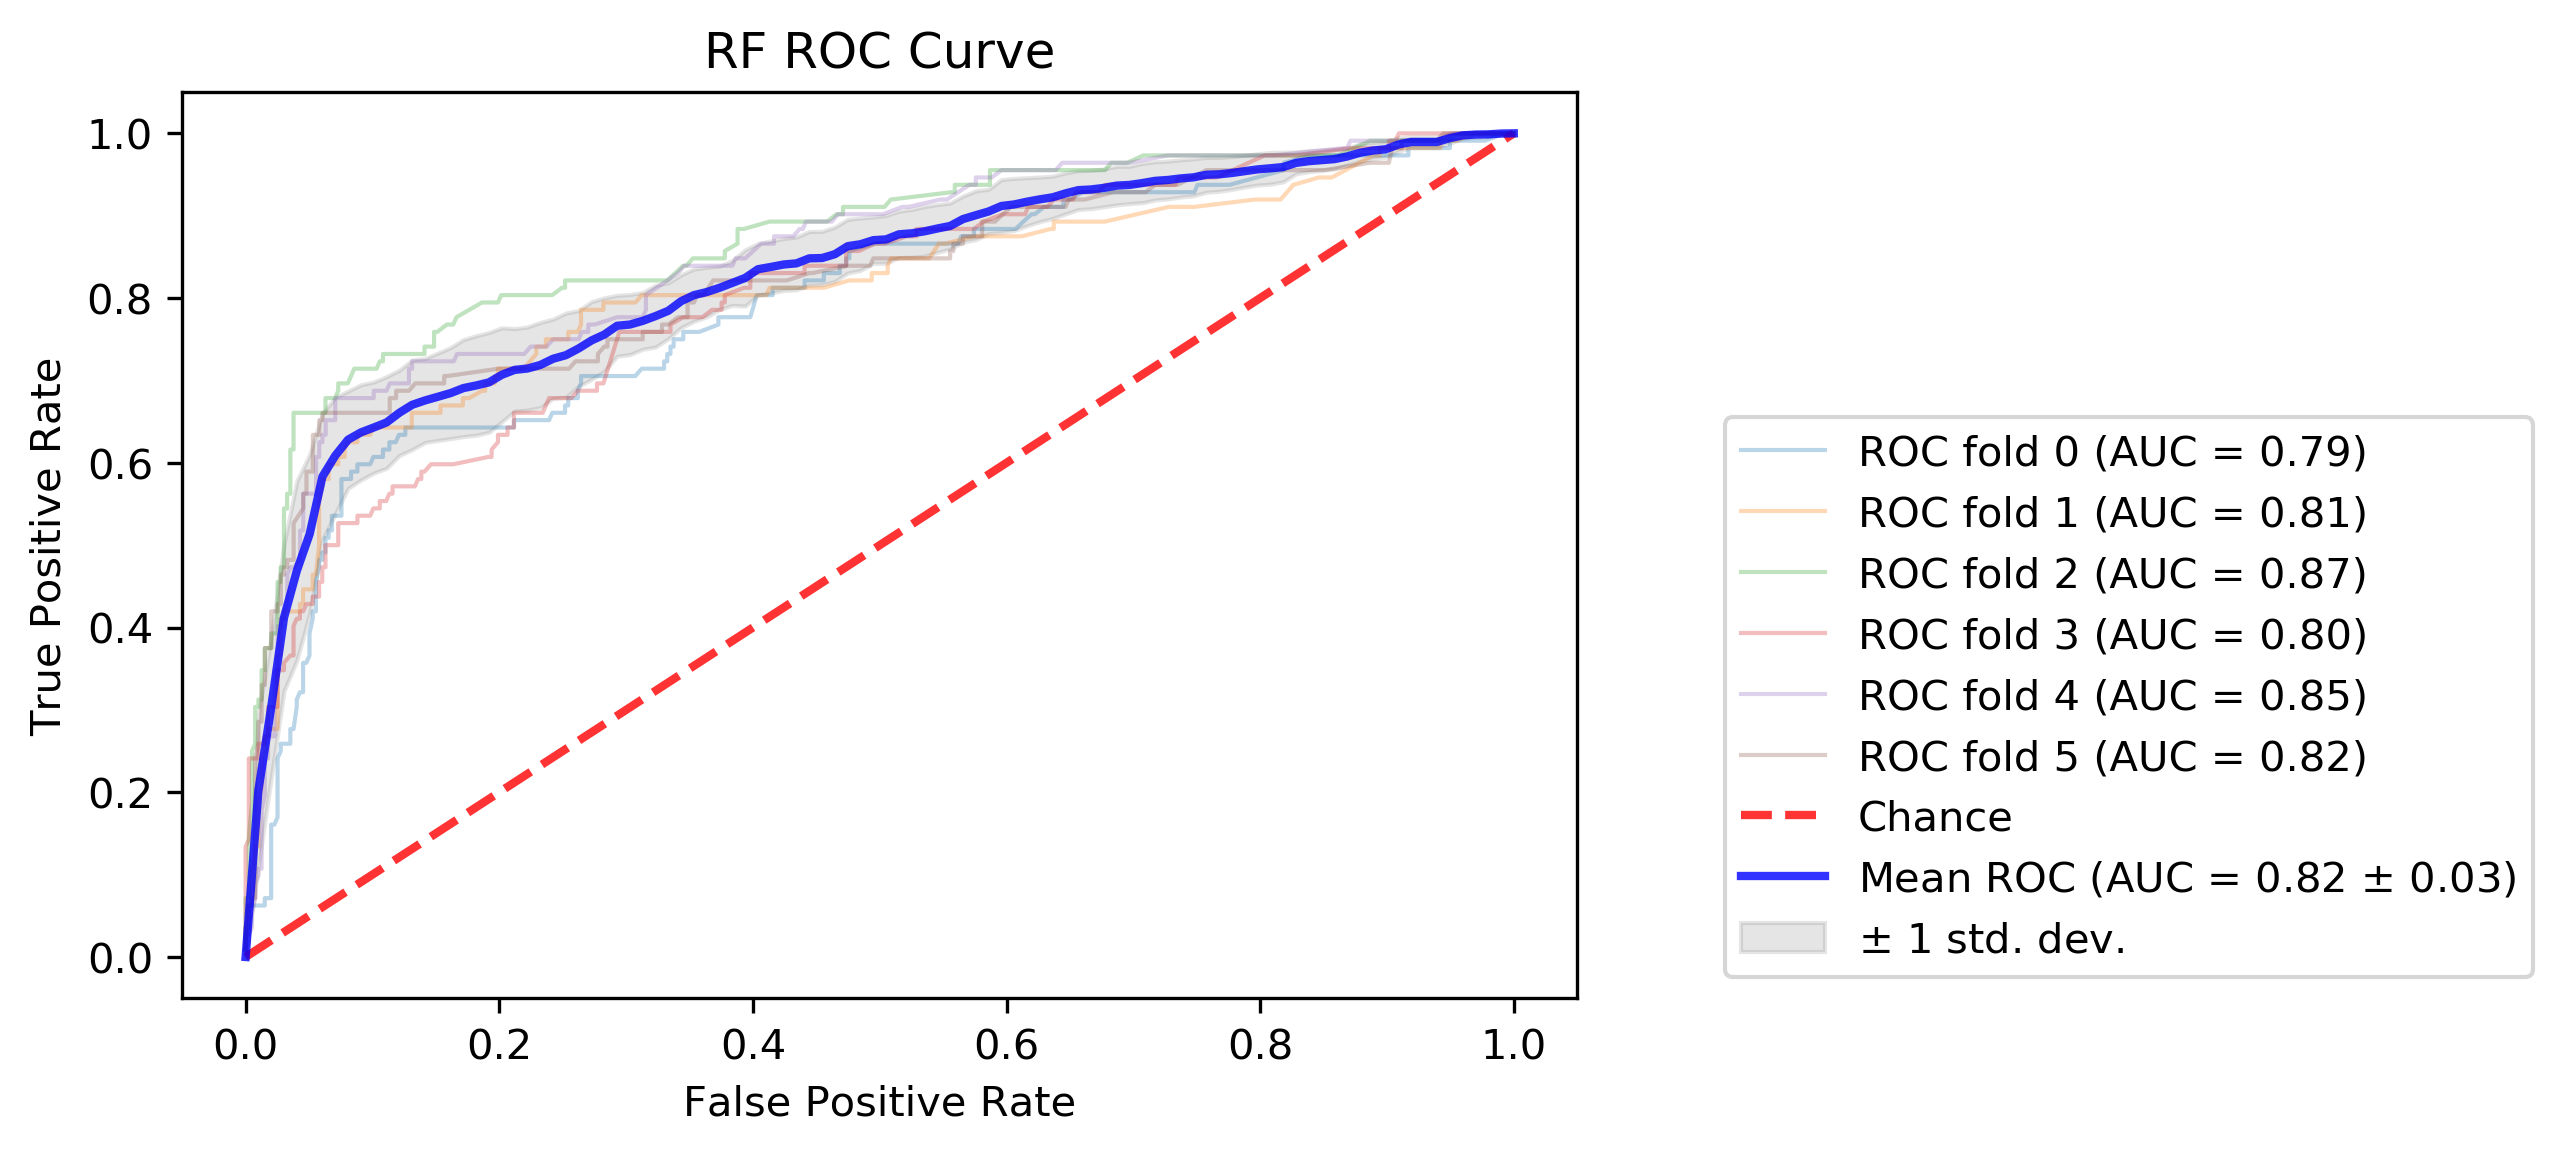 RF ROC Curve
1.0
0.8
0.6
0.4
0.2
0.0
True Positive Rate
0.0 0.2 0.4 0.6 0.8 1.0
False Positive Rate
ROC fold 0 (AUC = 0.79)
ROC fold 1 (AUC = 0.81)
ROC fold 2 (AUC = 0.87)
ROC fold 3 (AUC = 0.80)
ROC fold 4 (AUC = 0.85)
ROC fold 5 (AUC = 0.82)
Chance
Mean ROC (AUC = 0.82 ± 0.03)
± 1 std. dev.